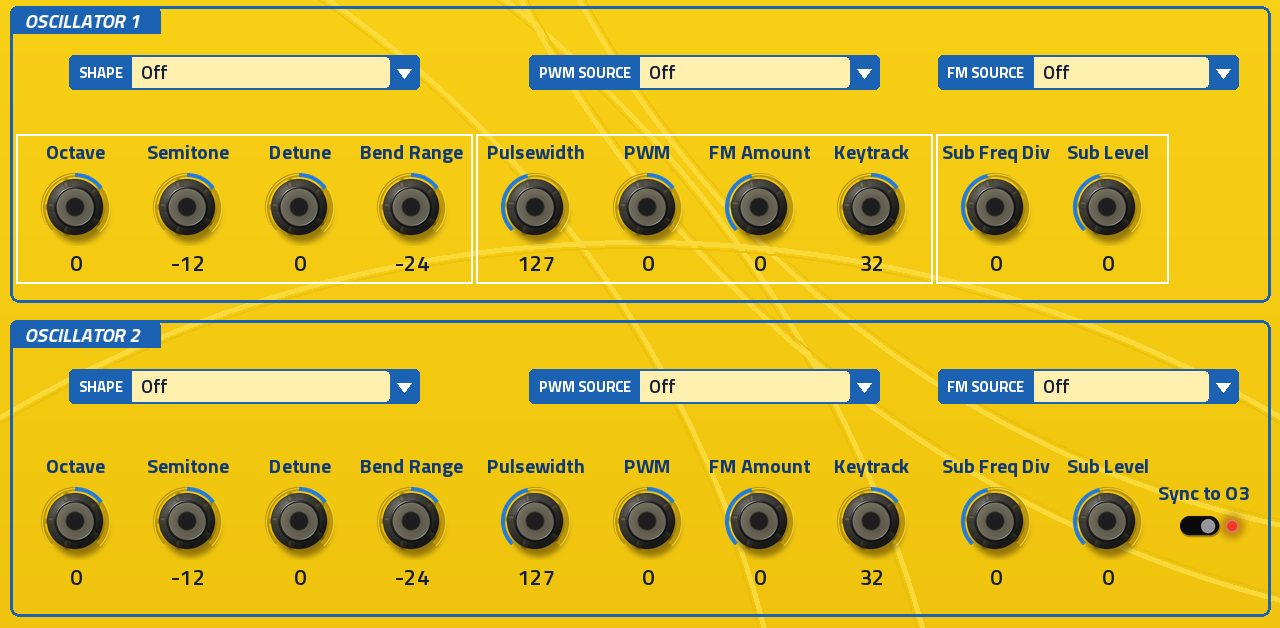 OSCILLATOR 1
SHAPE Off PWM SOURCE Off FM SOURCE Off
Octave Semitone Detune Bend Range Pulsewidth PWM FM Amount Keytrack Sub Freq Div Sub Level
0 -12 0 -24 127 0 0 32 0 0
OSCILLATOR 2
SHAPE Off PWM SOURCE Off FM SOURCE Off
Octave Semitone Detune Bend Range Pulsewidth PWM FM Amount Keytrack Sub Freq Div Sub Level
Sync to O3
0 -12 0 -24 127 0 0 32 0 0